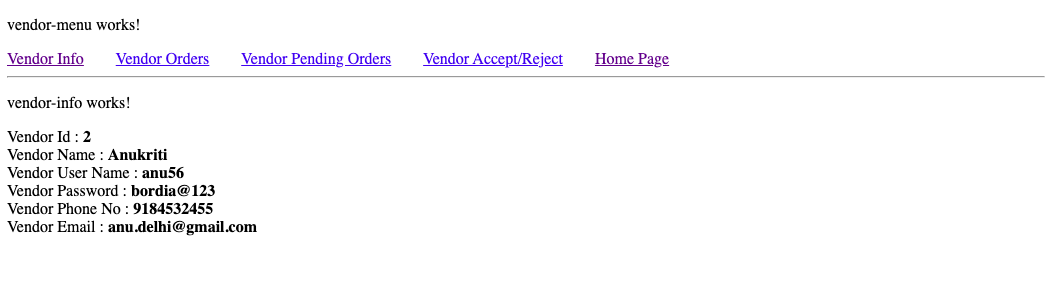 vendor-menu works!
Vendor Info Vendor Orders Vendor Pending Orders Vendor Accept/Reject Home Page
vendor-info works!
Vendor Id : 2
Vendor Name : Anukriti
Vendor User Name : anu56
Vendor Password : bordia@123
Vendor Phone No : 9184532455
Vendor Email : anu.delhi@gmail.com